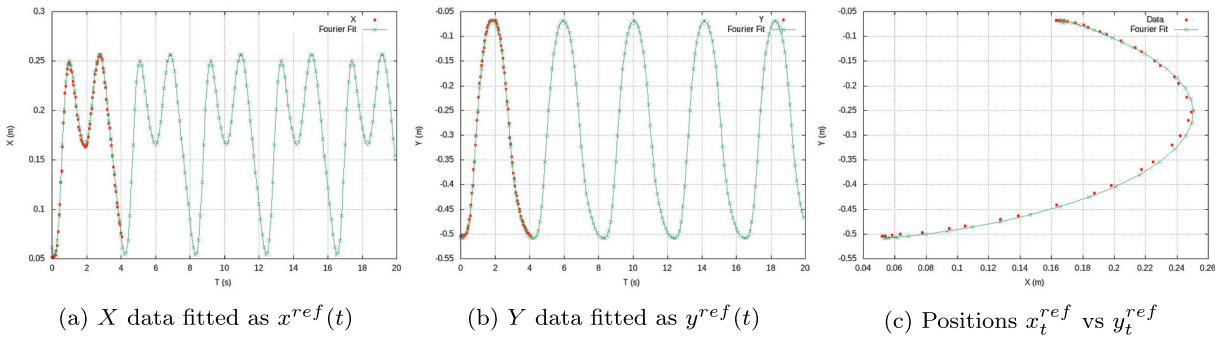 0.3
0.25
0.2
0.15
0.1
0.05
X (m)
0 2 4 6 8 10 12 14 16 18 20
T (s)
X
Fourier Fit
-0.05
-0.1
-0.15
-0.2
-0.25
-0.3
-0.35
-0.4
-0.45
-0.5
-0.55
Y (m)
0 2 4 6 8 10 12 14 16 18 20
T (s)
Y
Fourier Fit
-0.05
-0.1
-0.15
-0.2
-0.25
-0.3
-0.35
-0.4
-0.45
-0.5
-0.55
Y (m)
0.04 0.06 0.08 0.1 0.12 0.14 0.16 0.18 0.2 0.22 0.24 0.26
X (m)
Data
Fourier Fit
(a) X data fitted as x^{ref}(t)
(b) Y data fitted as y^{ref}(t)
(c) Positions x_t^{ref} vs y_t^{ref}